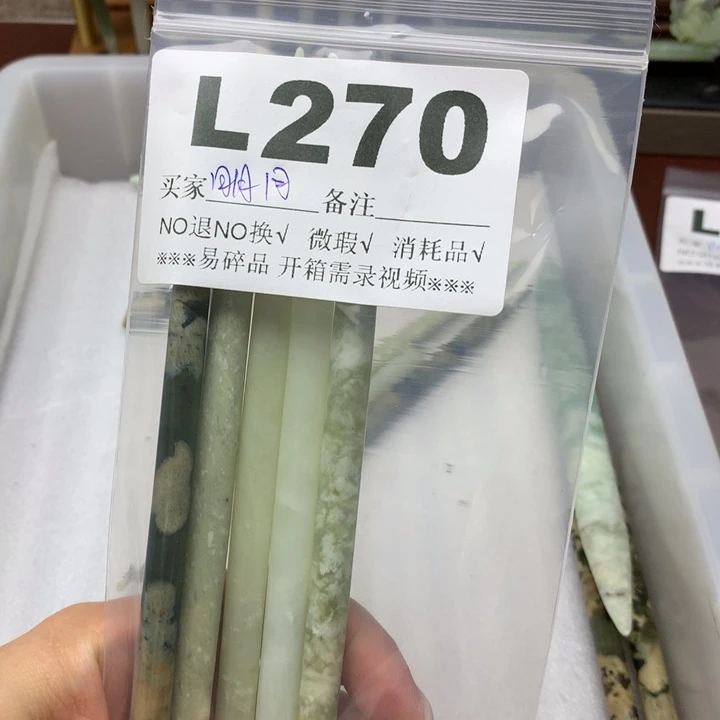 L270
买家 备注
NO退NO换√ 微瑕√ 消耗品√
※※※易碎品 开箱需录视频※※※
L